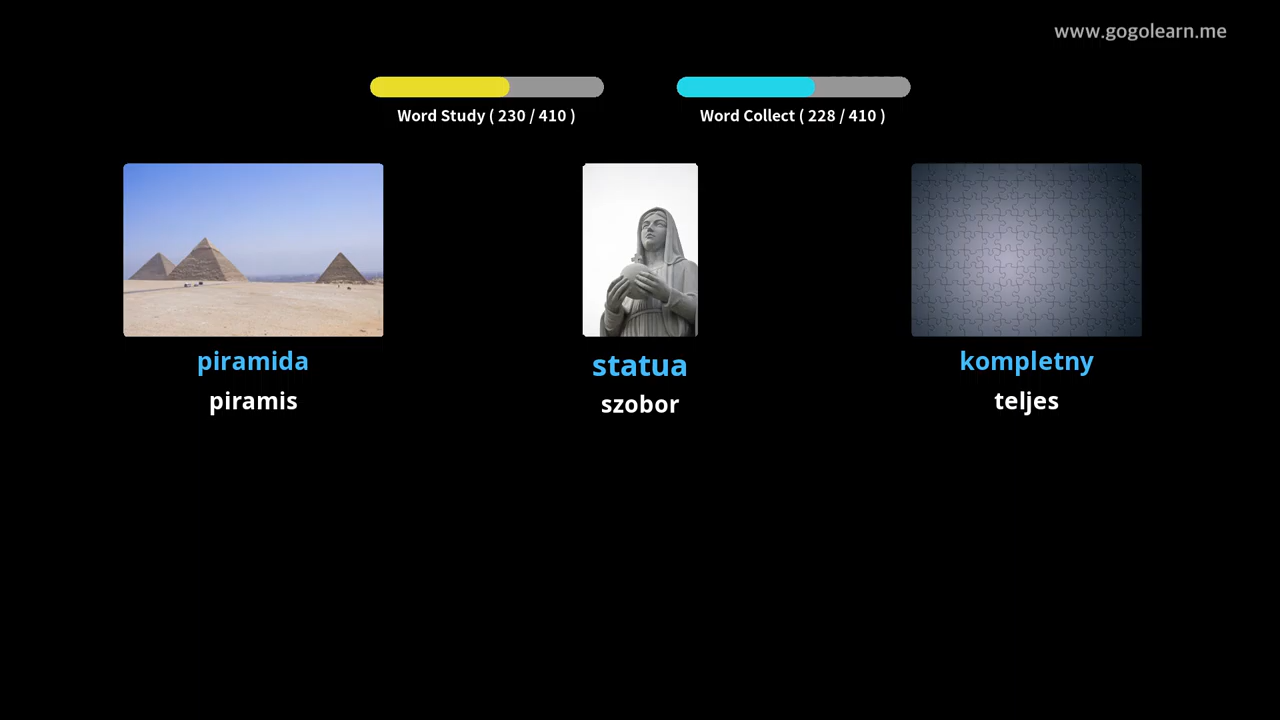 www.gogolearn.me
Word Study ( 230 / 410 )
Word Collect ( 228 / 410 )
piramida
piramis
statua
szobor
kompletny
teljes